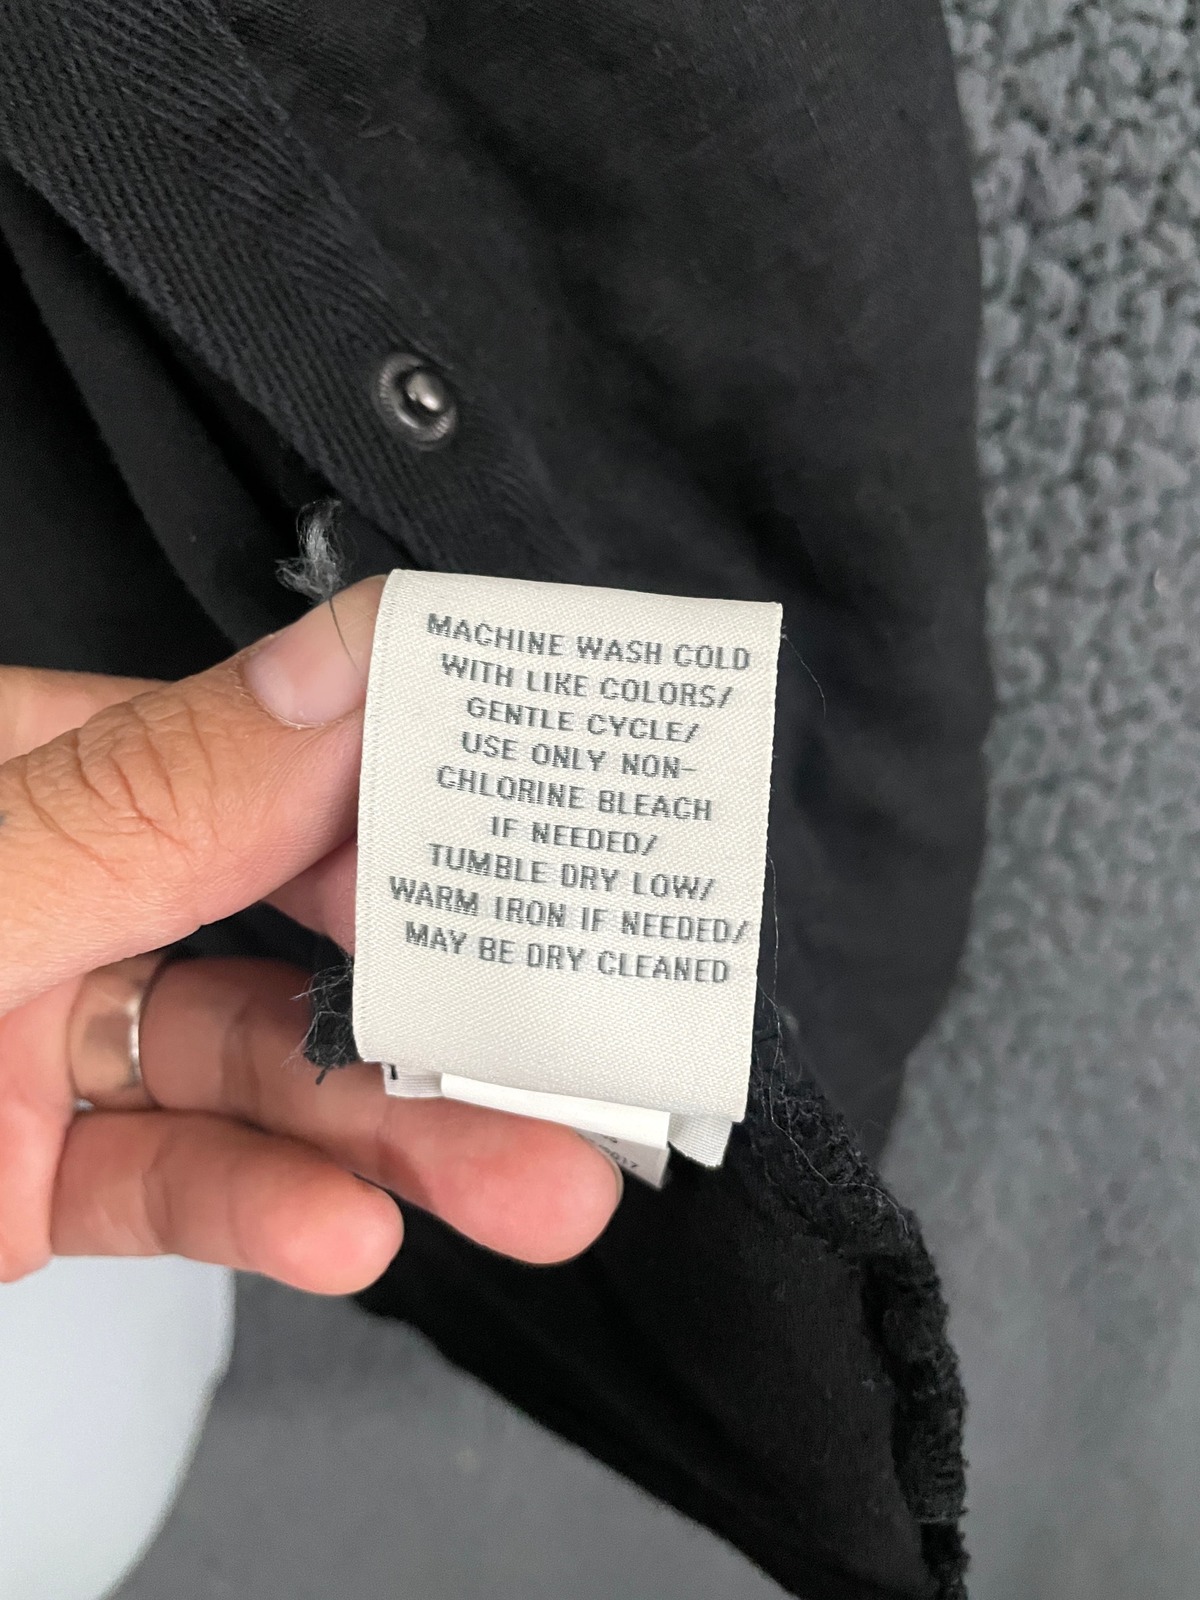 MACHINE WASH COLD
WITH LIKE COLORS/
GENTLE CYCLE/
USE ONLY NON-
CHLORINE BLEACH
IF NEEDED/
TUMBLE DRY LOW/
WARM IRON IF NEEDED/
MAY BE DRY CLEANED